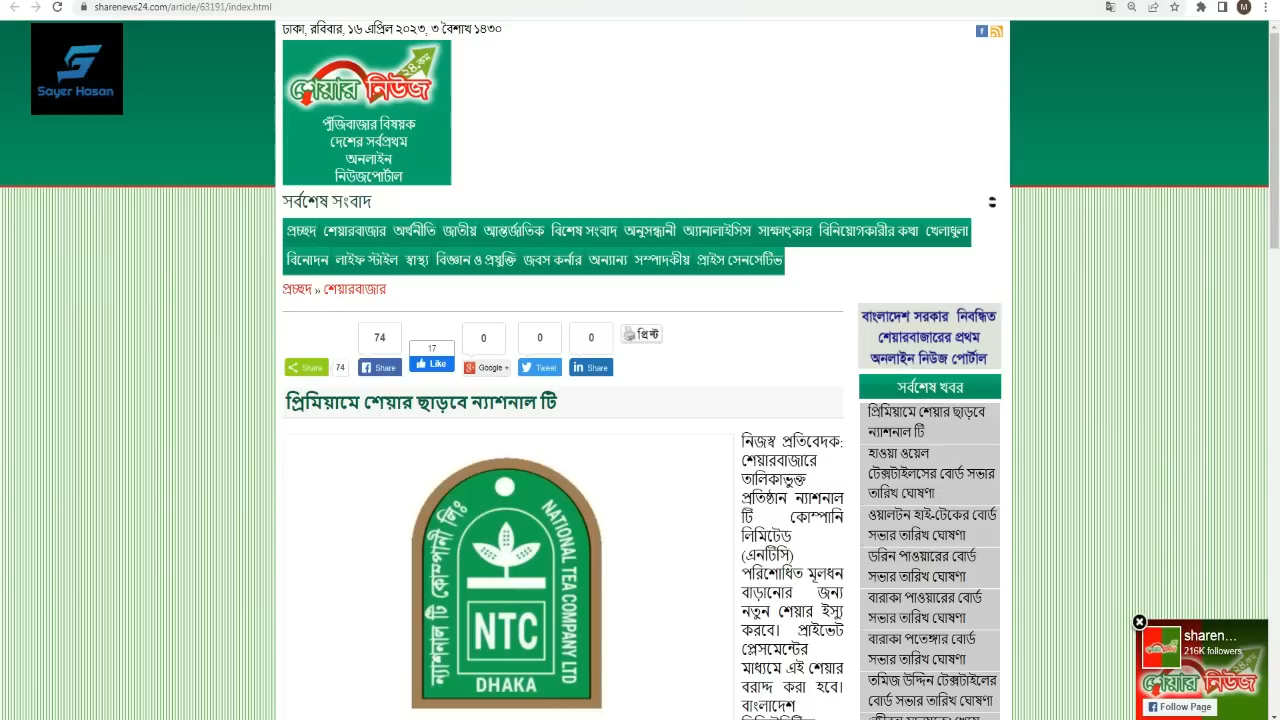 sharenews24.com/article/63191/index.html
M
Sayer Hasan
ঢাকা, রবিবার, ১৬ এপ্রিল ২০২৩, ৩ বৈশাখ ১৪৩০
শেয়ার নিউজ ২৪.কম
পুঁজিবাজার বিষয়ক
দেশের সর্বপ্রথম
অনলাইন
নিউজপোর্টাল
সর্বশেষ সংবাদ
প্রচ্ছদ শেয়ারবাজার অর্থনীতি জাতীয় আন্তর্জাতিক বিশেষ সংবাদ অনুসন্ধানী অ্যানালাইসিস সাক্ষাৎকার বিনিয়োগকারীর কথা খেলাধুলা
বিনোদন লাইফ স্টাইল স্বাস্থ্য বিজ্ঞান ও প্রযুক্তি জবস কর্নার অন্যান্য সম্পাদকীয় প্রাইস সেনসেটিভ
প্রচ্ছদ » শেয়ারবাজার
74 17 0 0 0 প্রিন্ট
Share 74 Share Like Google + Tweet Share
প্রিমিয়ামে শেয়ার ছাড়বে ন্যাশনাল টি
ন্যাশনাল টি কোম্পানী লিঃ
NATIONAL TEA COMPANY LTD
NTC
DHAKA
নিজস্ব প্রতিবেদক:
শেয়ারবাজারে
তালিকাভুক্ত
প্রতিষ্ঠান ন্যাশনাল
টি কোম্পানি
লিমিটেড
(এনটিসি)
পরিশোধিত মূলধন
বাড়ানোর জন্য
নতুন শেয়ার ইস্যু
করবে। প্রাইভেট
প্লেসমেন্টের
মাধ্যমে এই শেয়ার
বরাদ্দ করা হবে।
বাংলাদেশ
বাংলাদেশ সরকার নিবন্ধিত
শেয়ারবাজারের প্রথম
অনলাইন নিউজ পোর্টাল
সর্বশেষ খবর
প্রিমিয়ামে শেয়ার ছাড়বে
ন্যাশনাল টি
হাওয়া ওয়েল
টেক্সটাইলসের বোর্ড সভার
তারিখ ঘোষণা
ওয়ালটন হাই-টেকের বোর্ড
সভার তারিখ ঘোষণা
ডরিন পাওয়ারের বোর্ড
সভার তারিখ ঘোষণা
বারাকা পাওয়ারের বোর্ড
সভার তারিখ ঘোষণা
বারাকা পতেঙ্গার বোর্ড
সভার তারিখ ঘোষণা
তমিজ উদ্দিন টেক্সটাইলের
বোর্ড সভার তারিখ ঘোষণা
sharen...
216K followers
শেয়ার নিউজ
Follow Page